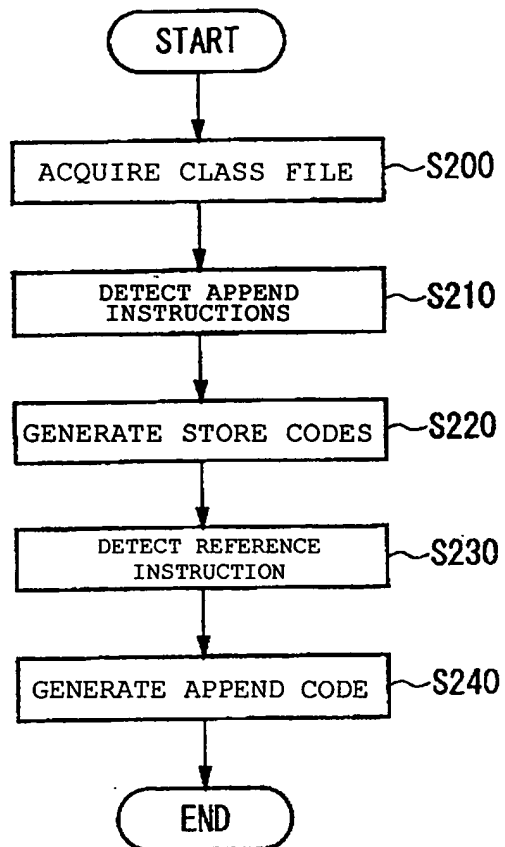 START
ACQUIRE CLASS FILE
S200
DETECT APPEND
INSTRUCTIONS
S210
GENERATE STORE CODES
S220
DETECT REFERENCE
INSTRUCTION
S230
GENERATE APPEND CODE
S240
END